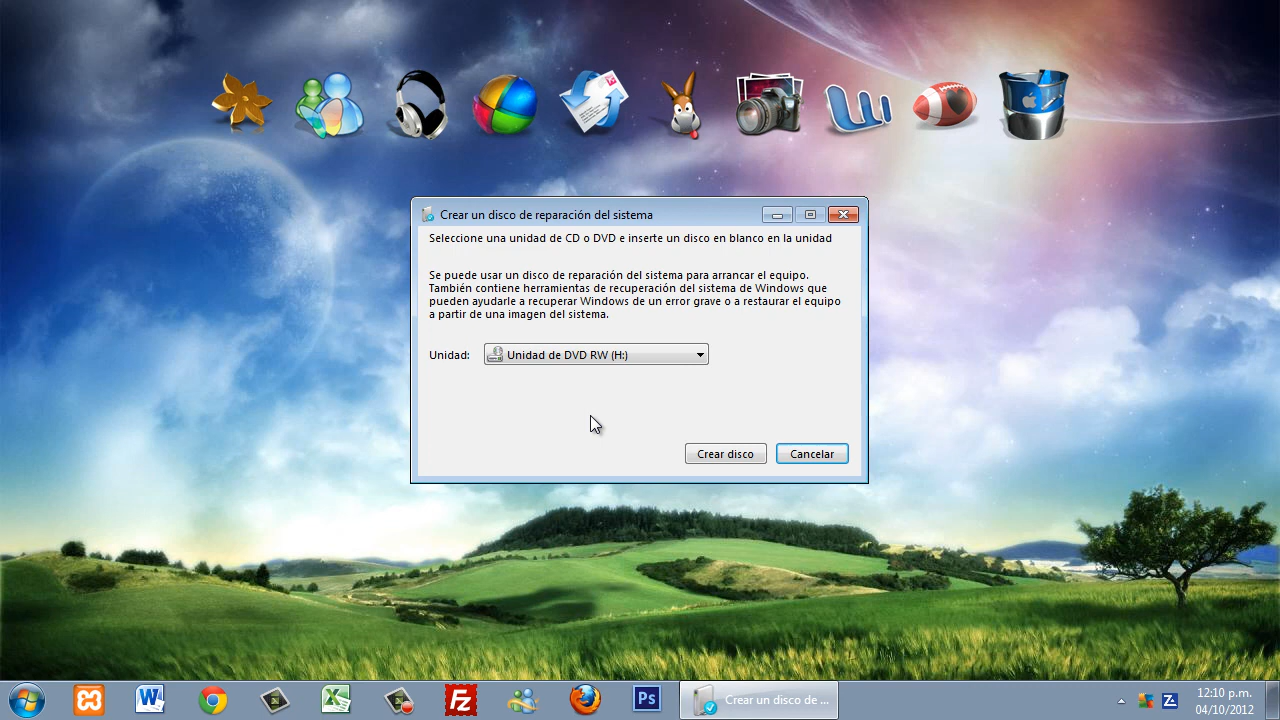 Crear un disco de reparación del sistema
Seleccione una unidad de CD o DVD e inserte un disco en blanco en la unidad
Se puede usar un disco de reparación del sistema para arrancar el equipo.
También contiene herramientas de recuperación del sistema de Windows que
pueden ayudarle a recuperar Windows de un error grave o a restaurar el equipo
a partir de una imagen del sistema.
Unidad: Unidad de DVD RW (H:)
Crear disco Cancelar
W X Fz Ps Crear un disco de ... Z 12:10 p.m.
04/10/2012